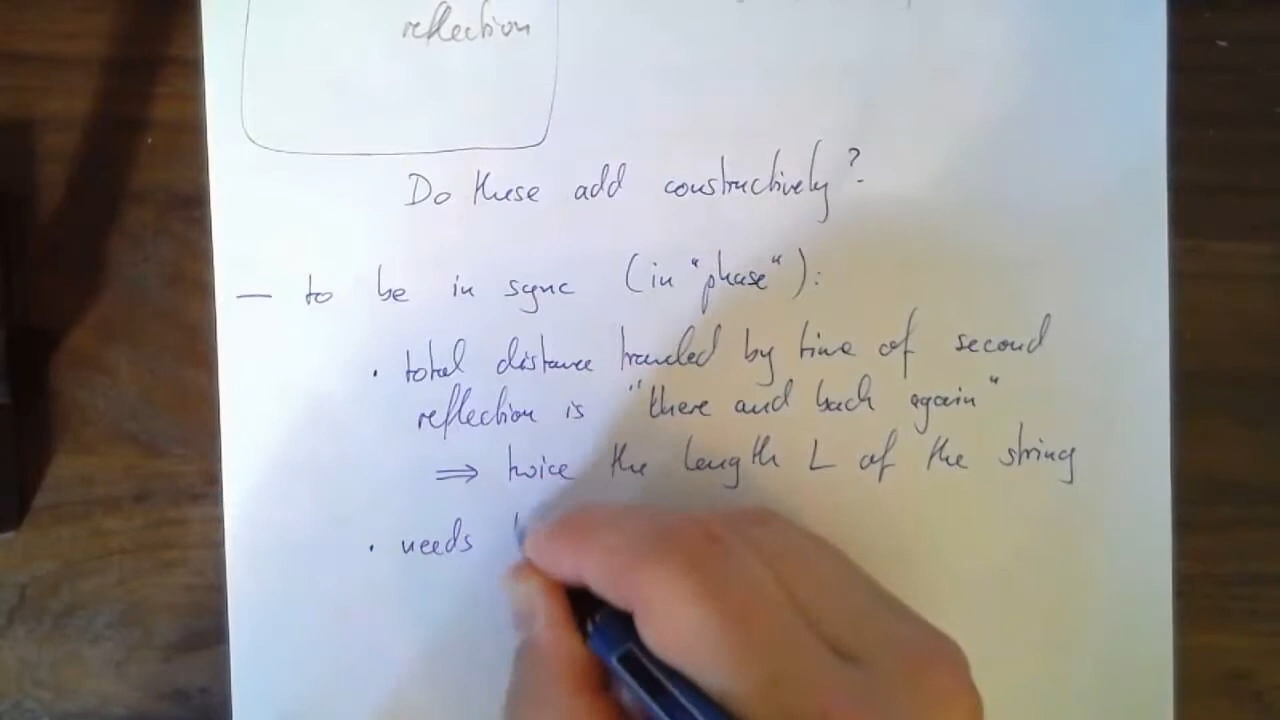 reflection
Do these add constructively?
— to be in sync (in "phase"):
• total distance traveled by time of second
reflection is "there and back again"
⇒ twice the length L of the string
• needs